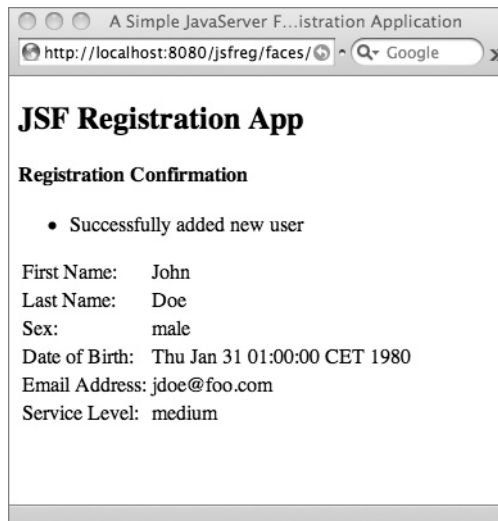 A Simple JavaServer F...istration Application
http://localhost:8080/jsfreg/faces/ Google
JSF Registration App
Registration Confirmation
• Successfully added new user
First Name: John
Last Name: Doe
Sex: male
Date of Birth: Thu Jan 31 01:00:00 CET 1980
Email Address: jdoe@foo.com
Service Level: medium